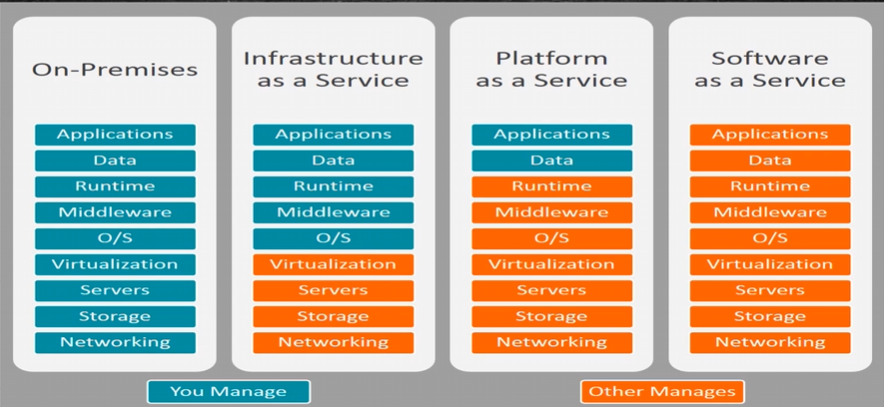 On-Premises
Applications
Data
Runtime
Middleware
O/S
Virtualization
Servers
Storage
Networking
Infrastructure
as a Service
Applications
Data
Runtime
Middleware
O/S
Virtualization
Servers
Storage
Networking
Platform
as a Service
Applications
Data
Runtime
Middleware
O/S
Virtualization
Servers
Storage
Networking
Software
as a Service
Applications
Data
Runtime
Middleware
O/S
Virtualization
Servers
Storage
Networking
You Manage
Other Manages